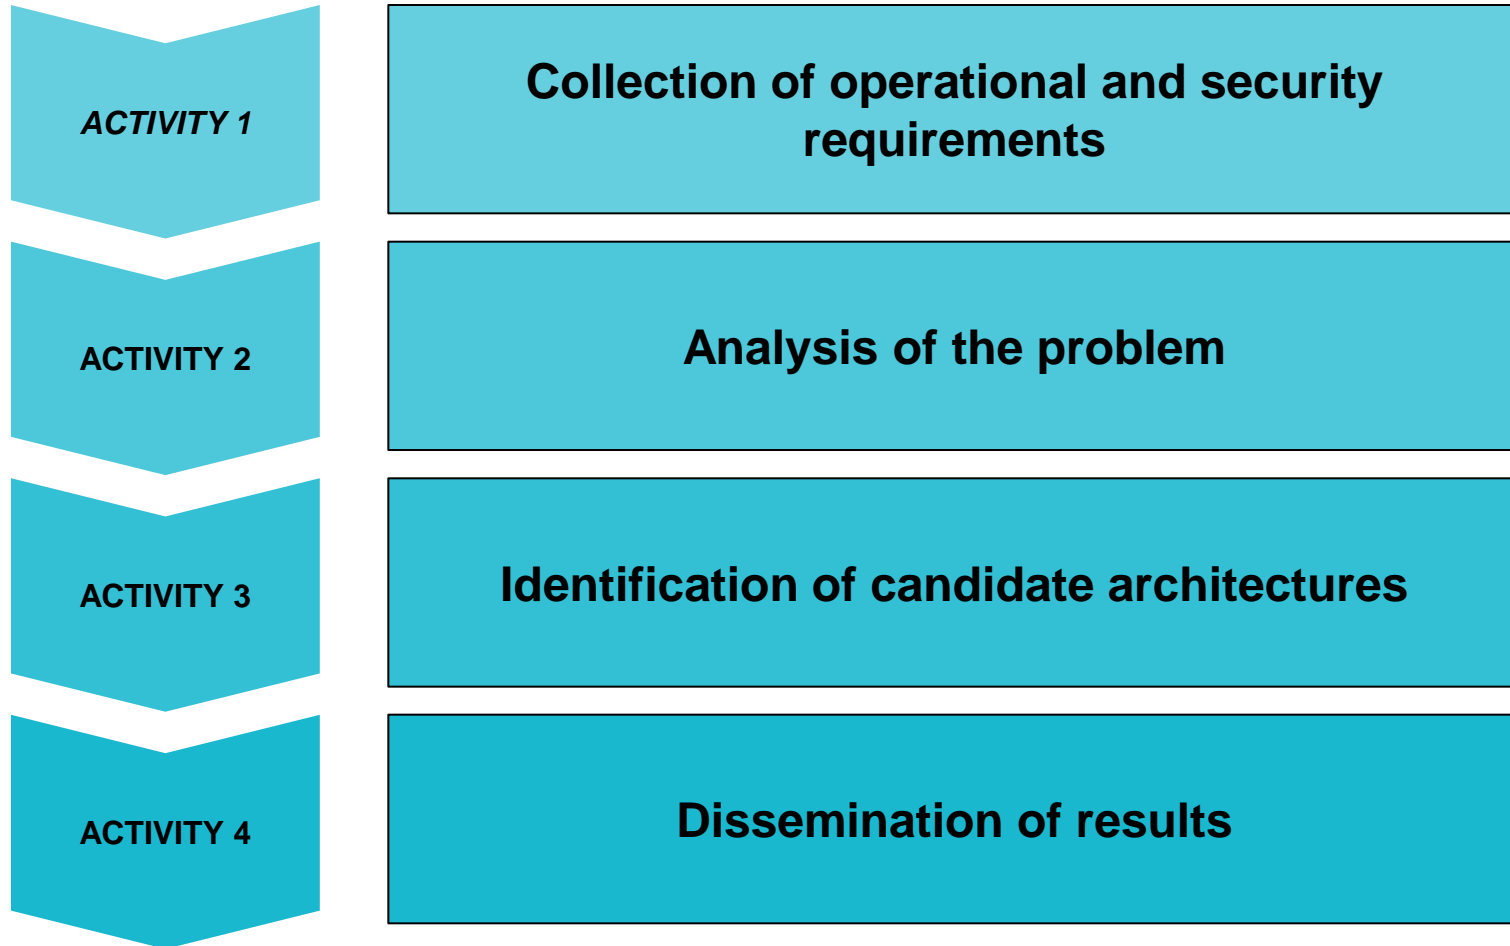 ACTIVITY 1
Collection of operational and security
requirements
ACTIVITY 2
Analysis of the problem
ACTIVITY 3
Identification of candidate architectures
ACTIVITY 4
Dissemination of results